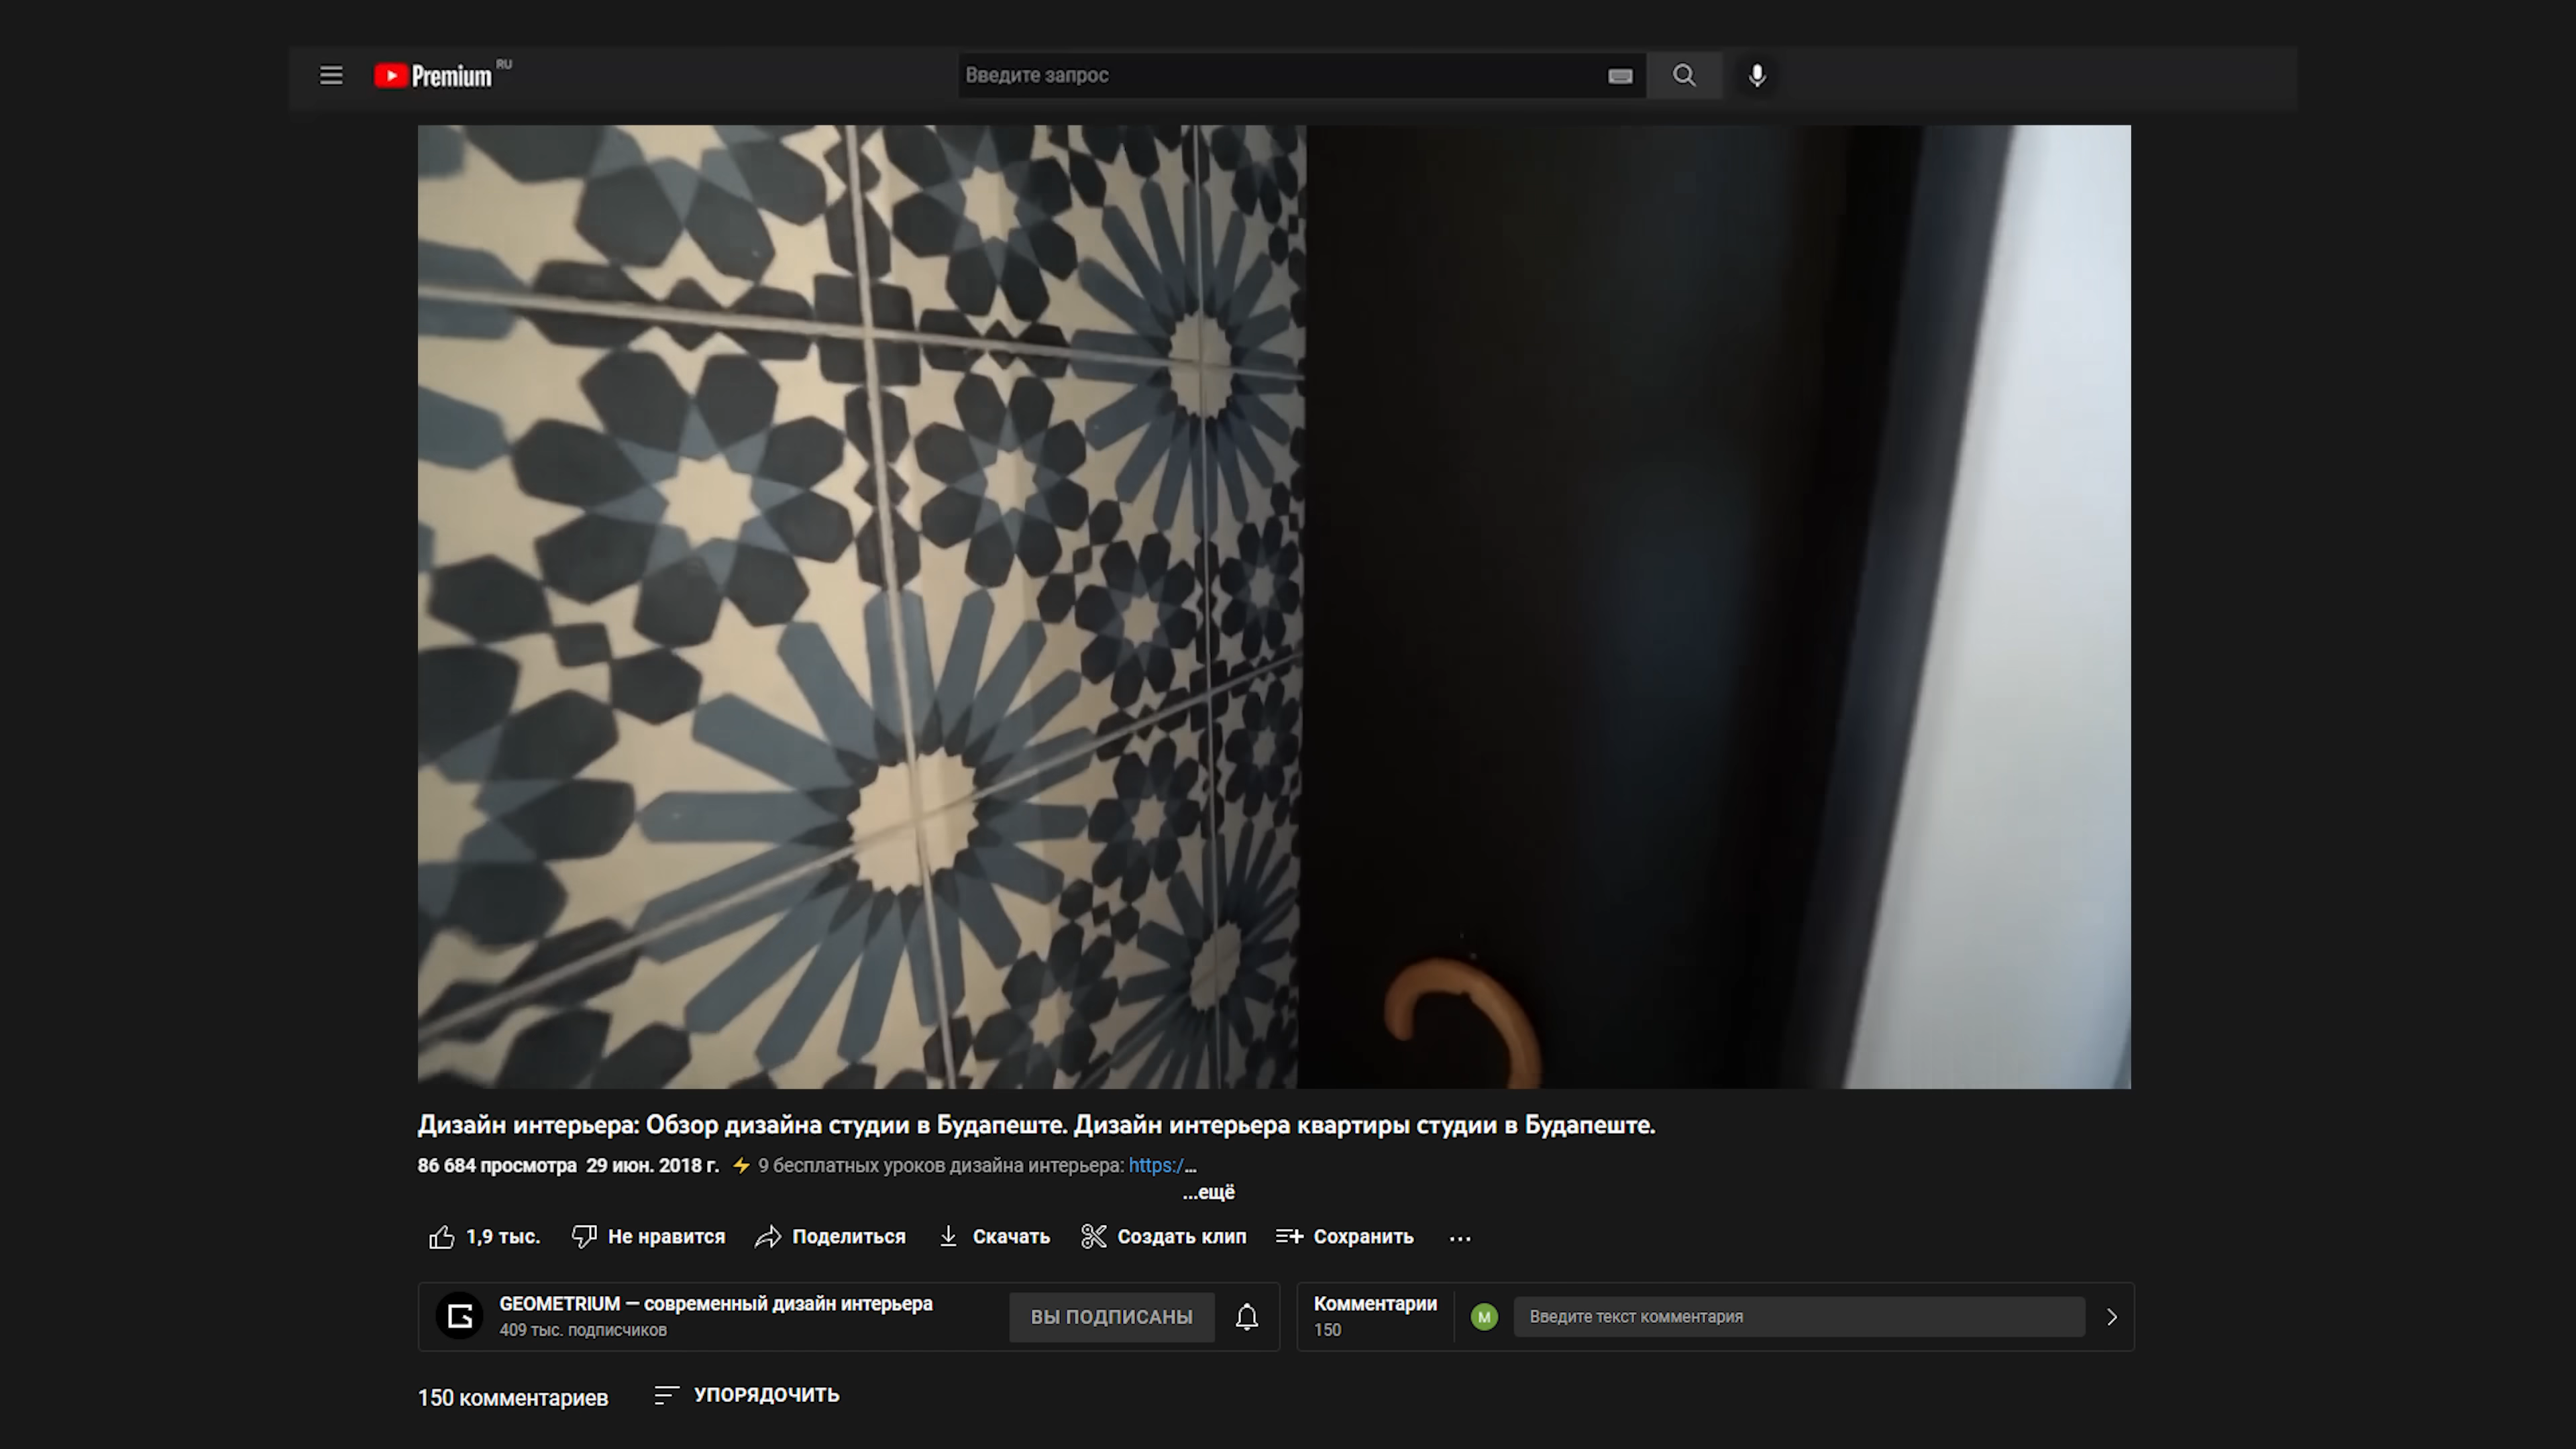 Premium RU
Введите запрос
Дизайн интерьера: Обзор дизайна студии в Будапеште. Дизайн интерьера квартиры студии в Будапеште.
86 684 просмотра 29 июн. 2018 г. ⚡ 9 бесплатных уроков дизайна интерьера: https:/...
...ещё
1,9 тыс. Не нравится Поделиться Скачать Создать клип Сохранить ...
GEOMETRIUM — современный дизайн интерьера
409 тыс. подписчиков
ВЫ ПОДПИСАНЫ
Комментарии
150
M
Введите текст комментария
150 комментариев УПОРЯДОЧИТЬ